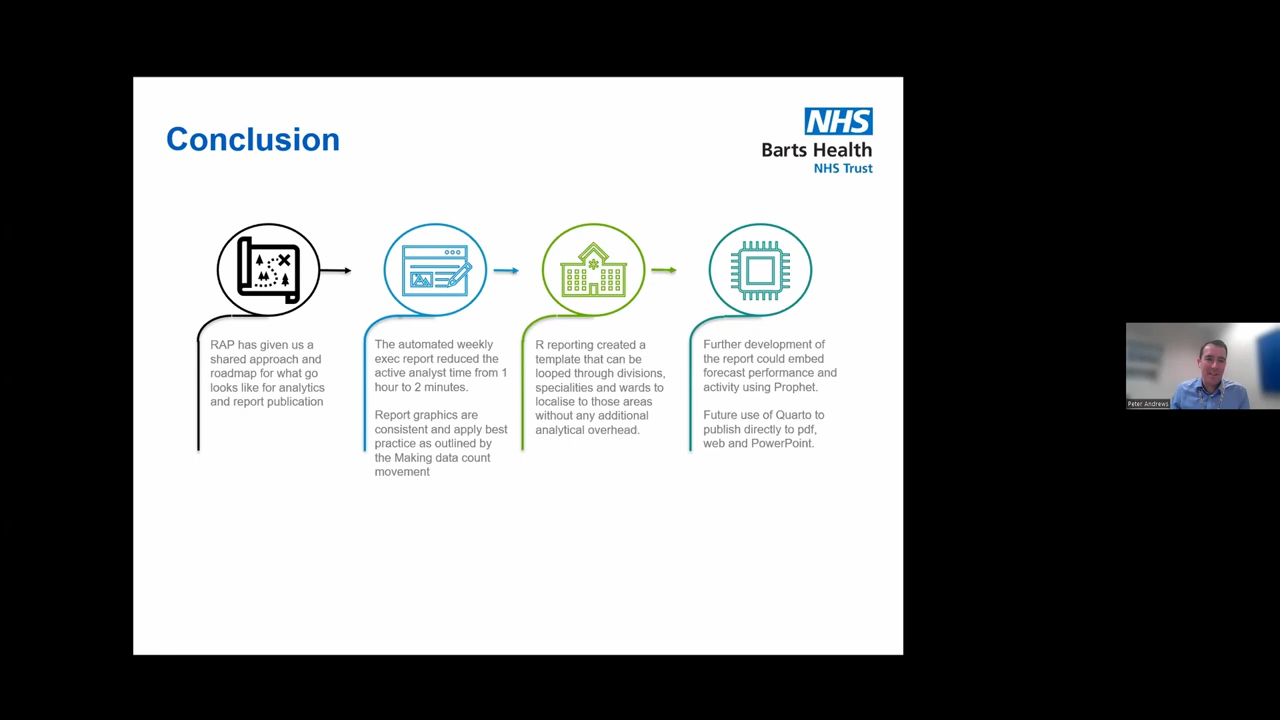 Conclusion
NHS
Barts Health
NHS Trust
RAP has given us a
shared approach and
roadmap for what go
looks like for analytics
and report publication
The automated weekly
exec report reduced the
active analyst time from 1
hour to 2 minutes.
Report graphics are
consistent and apply best
practice as outlined by
the Making data count
movement
R reporting created a
template that can be
looped through divisions,
specialities and wards to
localise to those areas
without any additional
analytical overhead.
Further development of
the report could embed
forecast performance and
activity using Prophet.
Future use of Quarto to
publish directly to pdf,
web and PowerPoint.
Peter Andrews